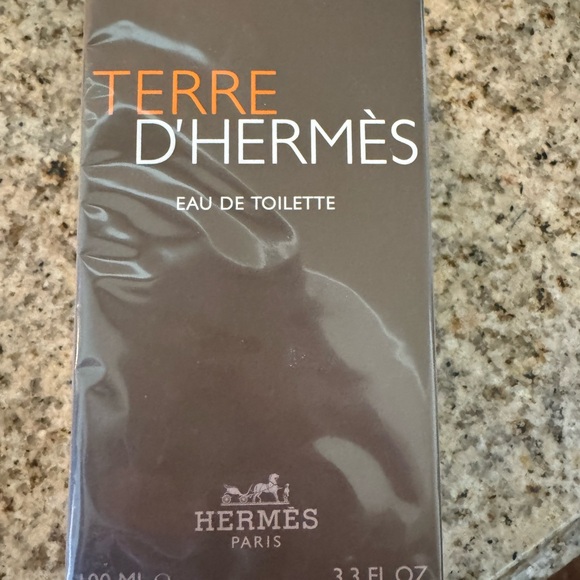 TERRE
D'HERMÈS
EAU DE TOILETTE
HERMÈS
PARIS
100 ML ℮ 3.3 FL OZ